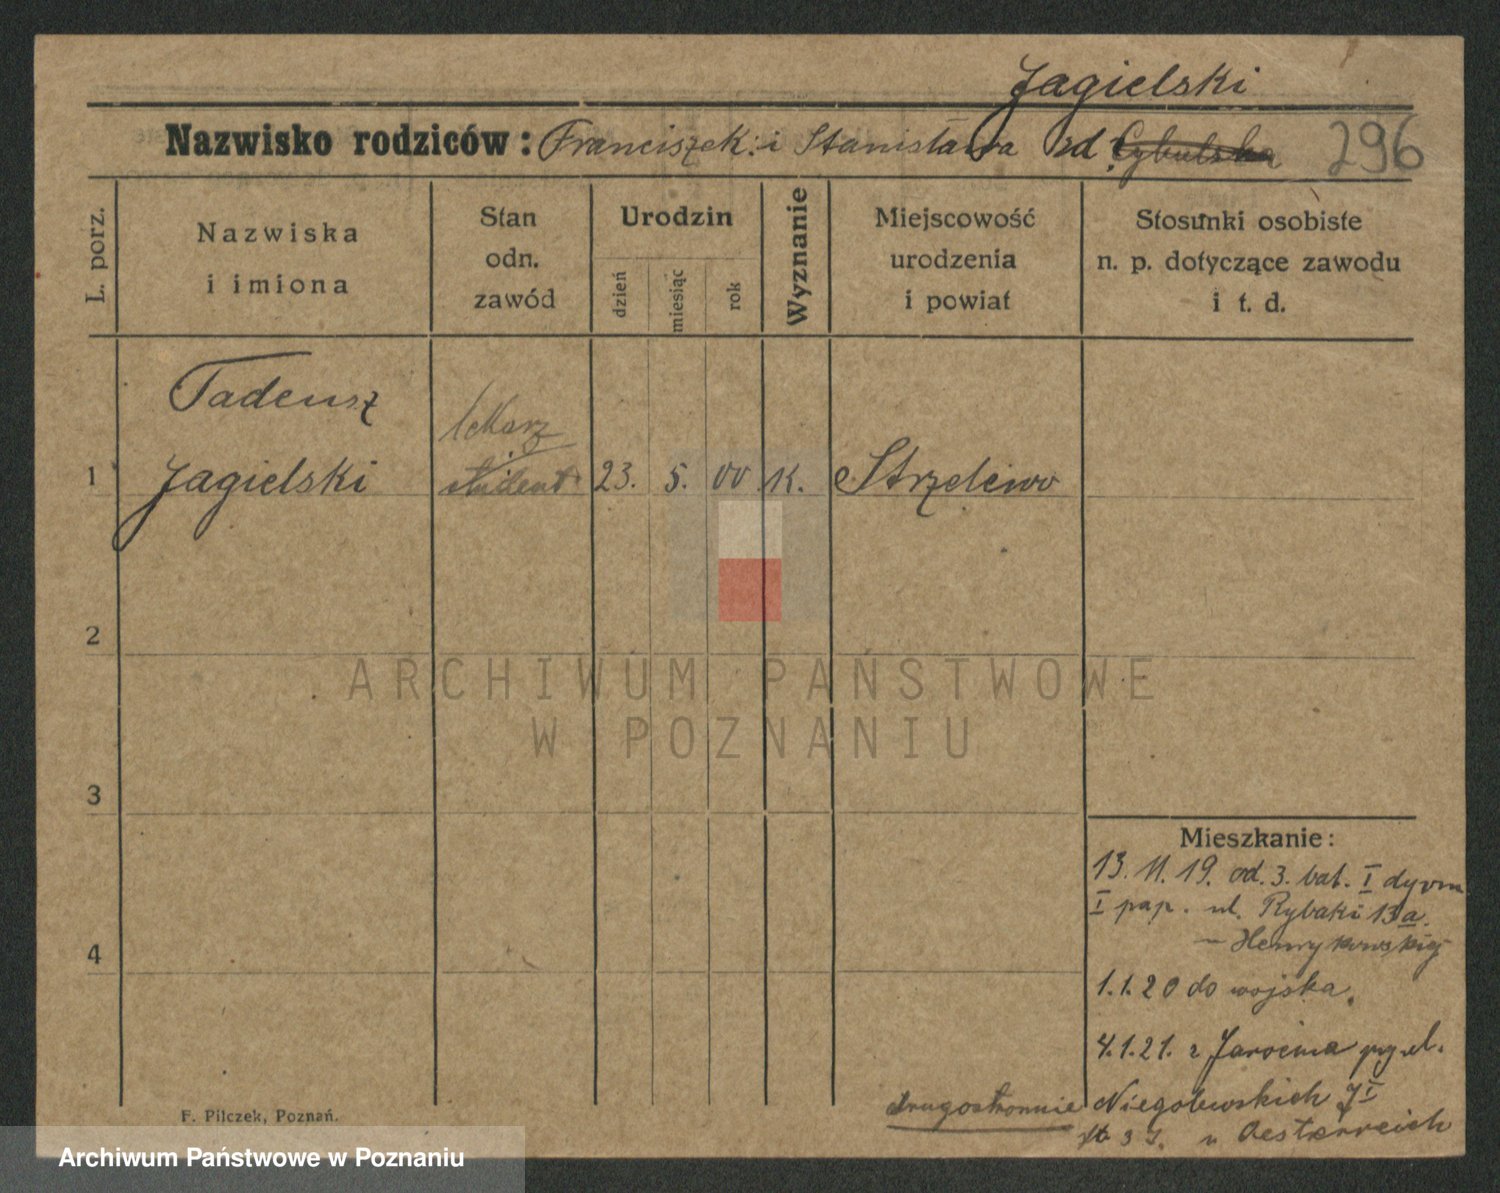 Jagielski
Nazwisko rodziców: Franciszek i Stanisława zd Cybulska 296
L. porz.
Nazwiska
i imiona
Stan
odn.
zawód
Urodzin
dzień
miesiąc
rok
Wyznanie
Miejscowość
urodzenia
i powiat
Stosunki osobiste
n. p. dotyczące zawodu
i t. d.
Tadeusz
lekarz
1 Jagielski student 23. 5. 00 K. Strzelewo
2
ARCHIWUM PAŃSTWOWE
W POZNANIU
3
Mieszkanie:
13. 11. 19. od. 3. bat. I
I pap. ul. Rybaki 13a.
– Henrykowskiej
4
1.1.20 do wojska.
4.1.21. z Jarocina
drugostronnie Niegolewskich
u Oesterreich
F. Pilczek, Poznań.
Archiwum Państwowe w Poznaniu